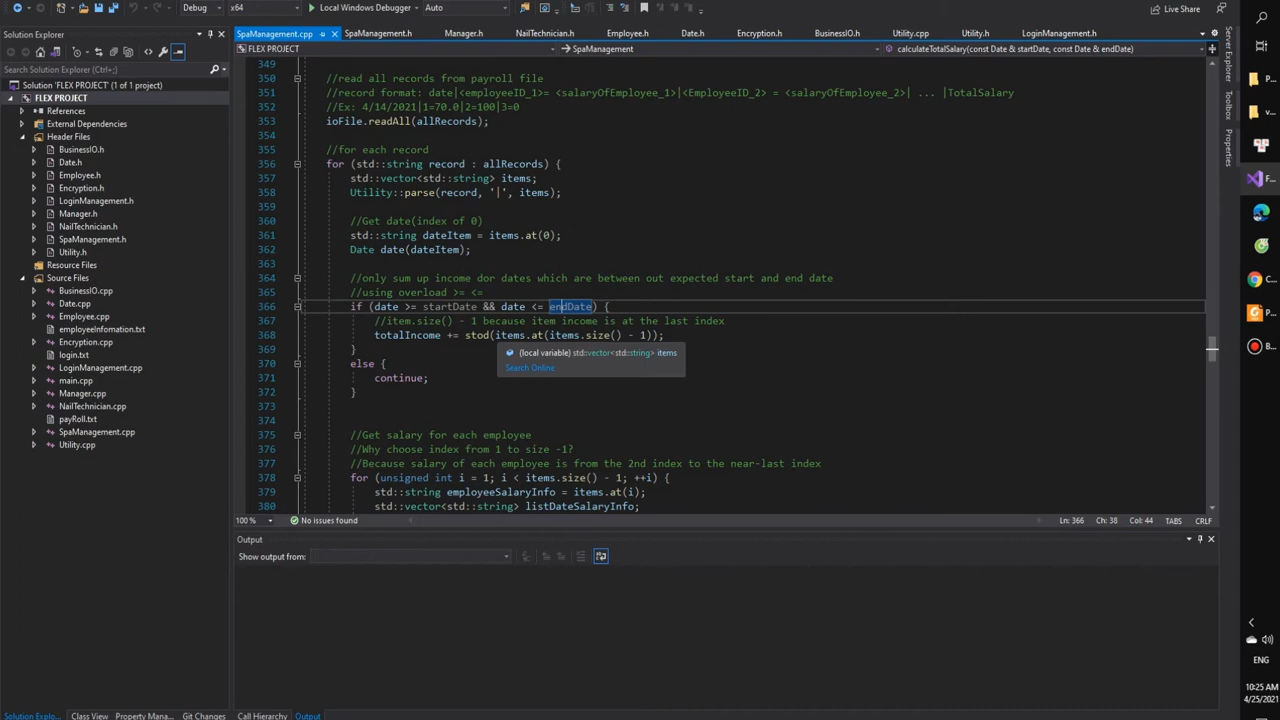 Debug
x64
Local Windows Debugger
Auto
Live Share
Solution Explorer
Search Solution Explorer (Ctrl+;)
Solution 'FLEX PROJECT' (1 of 1 project)
FLEX PROJECT
References
External Dependencies
Header Files
BusinessIO.h
Date.h
Employee.h
Encryption.h
LoginManagement.h
Manager.h
NailTechnician.h
SpaManagement.h
Utility.h
Resource Files
Source Files
BusinessIO.cpp
Date.cpp
Employee.cpp
employeeInfomation.txt
Encryption.cpp
login.txt
LoginManagement.cpp
main.cpp
Manager.cpp
NailTechnician.cpp
payRoll.txt
SpaManagement.cpp
Utility.cpp
Solution Explo...
Class View
Property Mana...
Git Changes
SpaManagement.cpp
SpaManagement.h
Manager.h
NailTechnician.h
Employee.h
Date.h
Encryption.h
BusinessIO.h
Utility.cpp
Utility.h
LoginManagement.h
FLEX PROJECT
SpaManagement
calculateTotalSalary(const Date & startDate, const Date & endDate)
349
350 //read all records from payroll file
351 //record format: date|<employeeID_1>= <salaryOfEmployee_1>|<EmployeeID_2> = <salaryOfEmployee_2>| ... |TotalSalary
352 //Ex: 4/14/2021|1=70.0|2=100|3=0
353 ioFile.readAll(allRecords);
354
355 //for each record
356 for (std::string record : allRecords) {
357 std::vector<std::string> items;
358 Utility::parse(record, '|', items);
359
360 //Get date(index of 0)
361 std::string dateItem = items.at(0);
362 Date date(dateItem);
363
364 //only sum up income dor dates which are between out expected start and end date
365 //using overload >= <=
366 if (date >= startDate && date <= endDate) {
367 //item.size() - 1 because item income is at the last index
368 totalIncome += stod(items.at(items.size() - 1));
369 }
(local variable) std::vector<std::string> items
Search Online
370 else {
371 continue;
372 }
373
374
375 //Get salary for each employee
376 //Why choose index from 1 to size -1?
377 //Because salary of each employee is from the 2nd index to the near-last index
378 for (unsigned int i = 1; i < items.size() - 1; ++i) {
379 std::string employeeSalaryInfo = items.at(i);
380 std::vector<std::string> listDateSalaryInfo;
100 %
No issues found
Ln: 366
Ch: 38
Col: 44
TABS
CRLF
Output
Show output from:
Call Hierarchy
Output
Server Explorer
Properties
P...
v...
F...
C
P...
B...
ENG
10:25 AM
4/25/2021